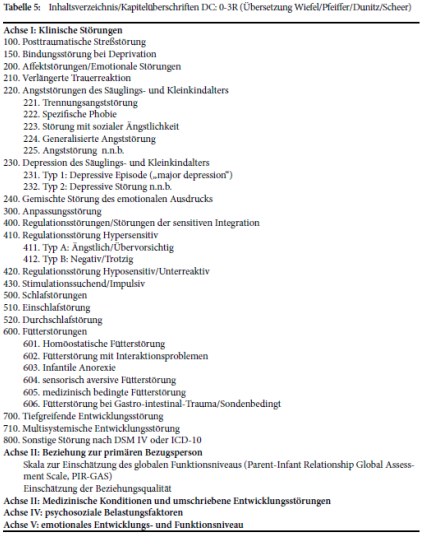 Tabelle 5: Inhaltsverzeichnis/Kapitelüberschriften DC: 0-3R (Übersetzung Wiefel/Pfeiffer/Dunitz/Scheer)
Achse I: Klinische Störungen
100. Posttraumatische Streßstörung
150. Bindungsstörung bei Deprivation
200. Affektstörungen/Emotionale Störungen
210. Verlängerte Trauerreaktion
220. Angststörungen des Säuglings- und Kleinkindalters
221. Trennungsangststörung
222. Spezifische Phobie
223. Störung mit sozialer Ängstlichkeit
224. Generalisierte Angststörung
225. Angststörung n.n.b.
230. Depression des Säuglings- und Kleinkindalters
231. Typ 1: Depressive Episode („major depression")
232. Typ 2: Depressive Störung n.n.b.
240. Gemischte Störung des emotionalen Ausdrucks
300. Anpassungsstörung
400. Regulationsstörungen/Störungen der sensitiven Integration
410. Regulationsstörung Hypersensitiv
411. Typ A: Ängstlich/Übervorsichtig
412. Typ B: Negativ/Trotzig
420. Regulationsstörung Hyposensitiv/Unterreaktiv
430. Stimulationssuchend/Impulsiv
500. Schlafstörungen
510. Einschlafstörung
520. Durchschlafstörung
600. Fütterstörungen
601. Homöostatische Fütterstörung
602. Fütterstörung mit Interaktionsproblemen
603. Infantile Anorexie
604. sensorisch aversive Fütterstörung
605. medizinisch bedingte Fütterstörung
606. Fütterstörung bei Gastro-intestinal-Trauma/Sondenbedingt
700. Tiefgreifende Entwicklungsstörung
710. Multisystemische Entwicklungsstörung
800. Sonstige Störung nach DSM IV oder ICD-10
Achse II: Beziehung zur primären Bezugsperson
Skala zur Einschätzung des globalen Funktionsniveaus (Parent-Infant Relationship Global Assess-
ment Scale, PIR-GAS)
Einschätzung der Beziehungsqualität
Achse II: Medizinische Konditionen und umschriebene Entwicklungsstörungen
Achse IV: psychosoziale Belastungsfaktoren
Achse V: emotionales Entwicklungs- und Funktionsniveau